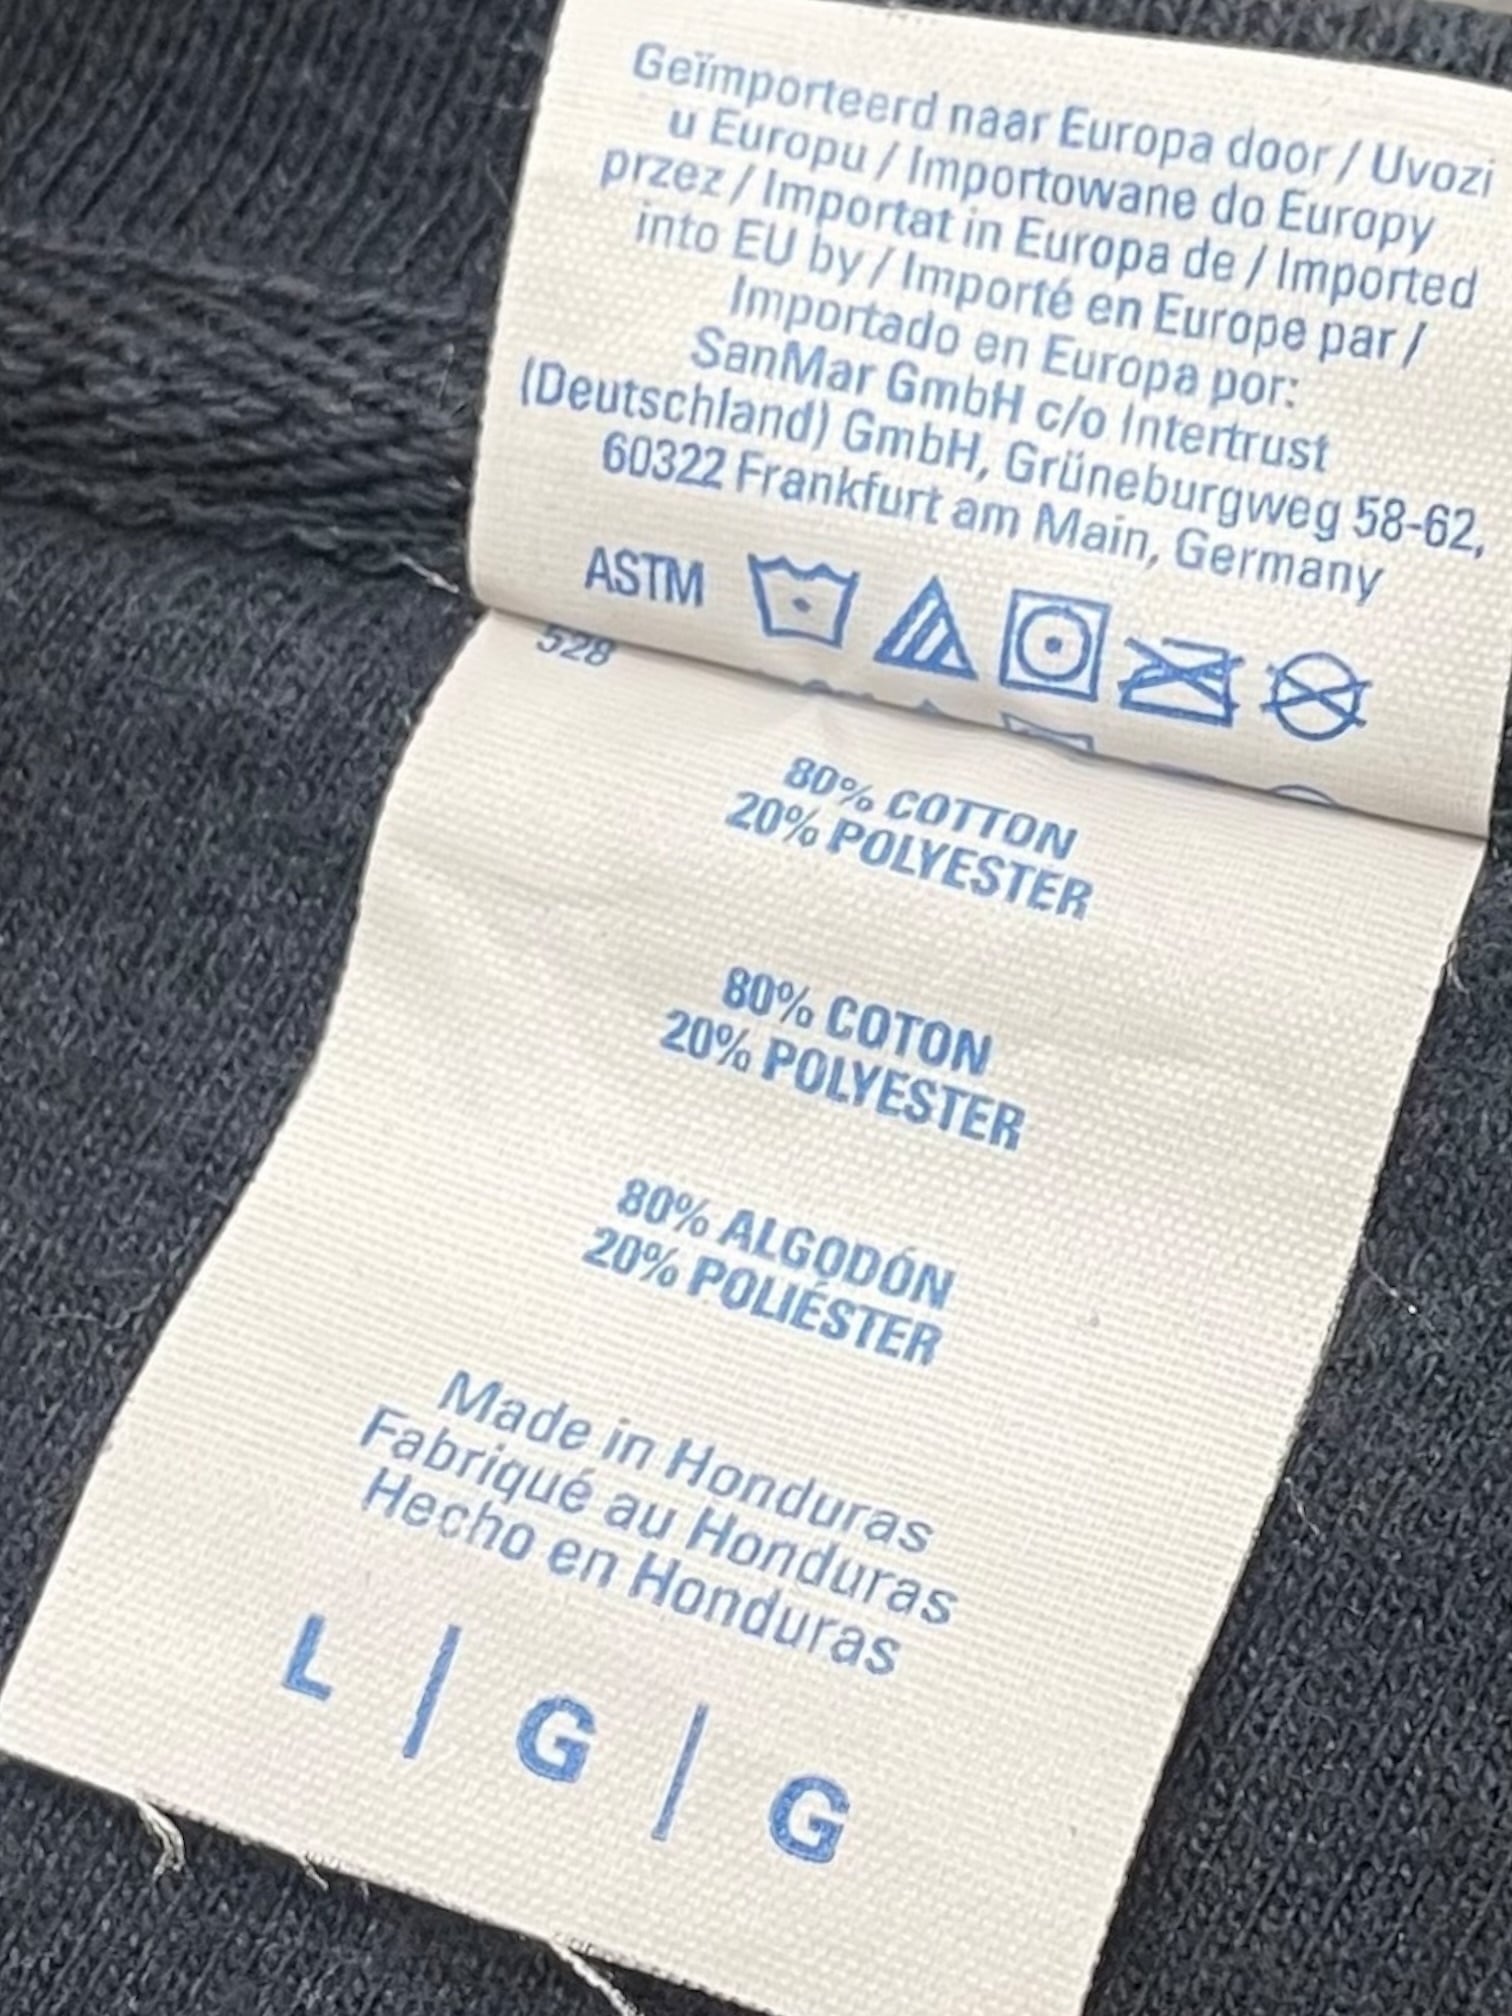 Geïmporteerd naar Europa door / Uvozi
u Europu / Importowane do Europy
przez / Importat in Europa de / Imported
into EU by / Importé en Europe par /
Importado en Europa por:
SanMar GmbH c/o Intertrust
(Deutschland) GmbH, Grüneburgweg 58-62,
60322 Frankfurt am Main, Germany
ASTM
528
80% COTTON
20% POLYESTER
80% COTON
20% POLYESTER
80% ALGODÓN
20% POLIÉSTER
Made in Honduras
Fabriqué au Honduras
Hecho en Honduras
L | G | G